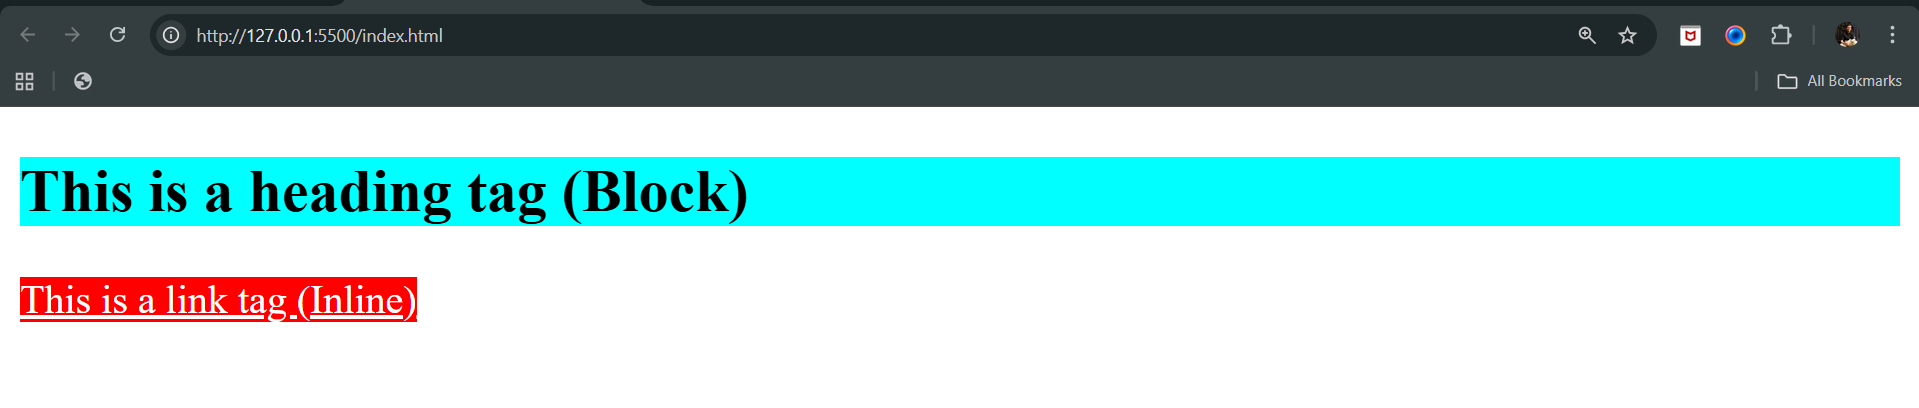 http://127.0.0.1:5500/index.html
All Bookmarks
This is a heading tag (Block)
This is a link tag (Inline)